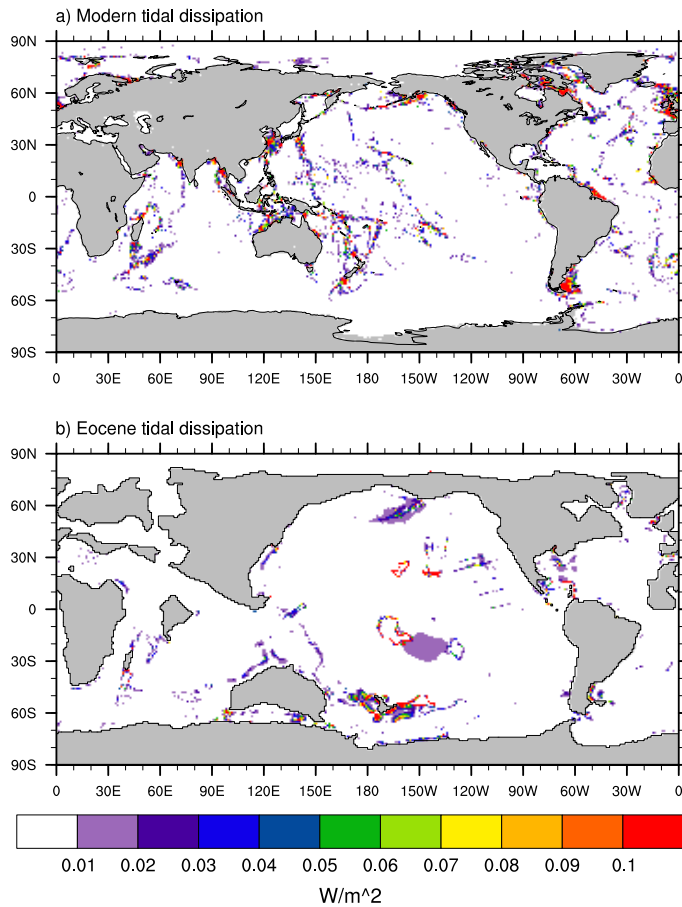 a) Modern tidal dissipation
90N
60N
30N
0
30S
60S
90S
0 30E 60E 90E 120E 150E 180 150W 120W 90W 60W 30W 0
b) Eocene tidal dissipation
90N
60N
30N
0
30S
60S
90S
0 30E 60E 90E 120E 150E 180 150W 120W 90W 60W 30W 0
0.01 0.02 0.03 0.04 0.05 0.06 0.07 0.08 0.09 0.1
W/m^2